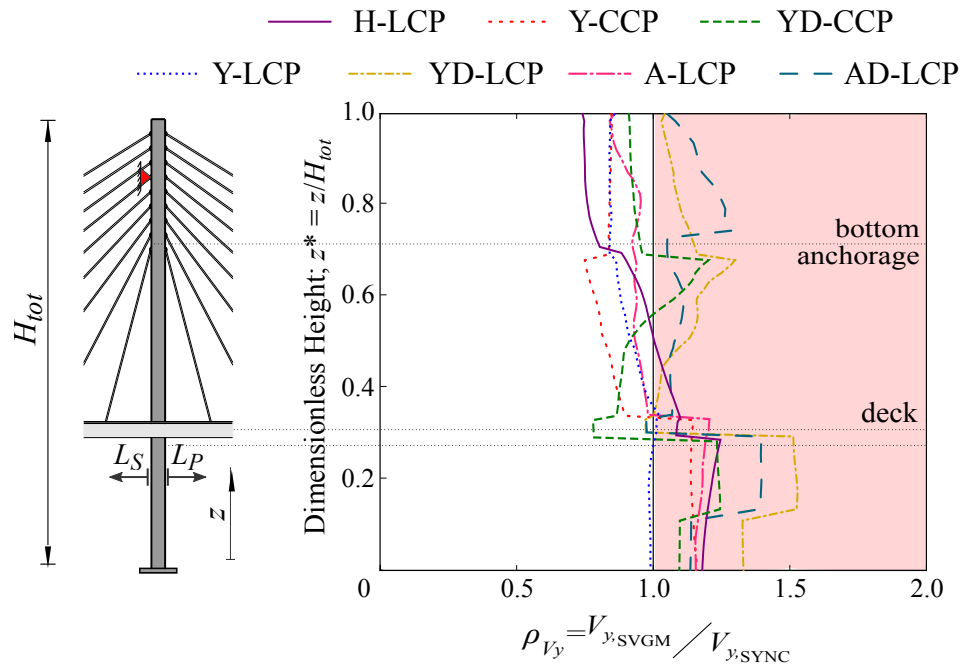 H-LCP Y-CCP YD-CCP
Y-LCP YD-LCP A-LCP AD-LCP
H_tot
L_S L_P
z
Dimensionless Height; z* = z/H_tot
1.0
0.8
0.6
0.4
0.2
bottom
anchorage
deck
0 0.5 1.0 1.5 2.0
ρ_Vy = V_y,SVGM / V_y,SYNC